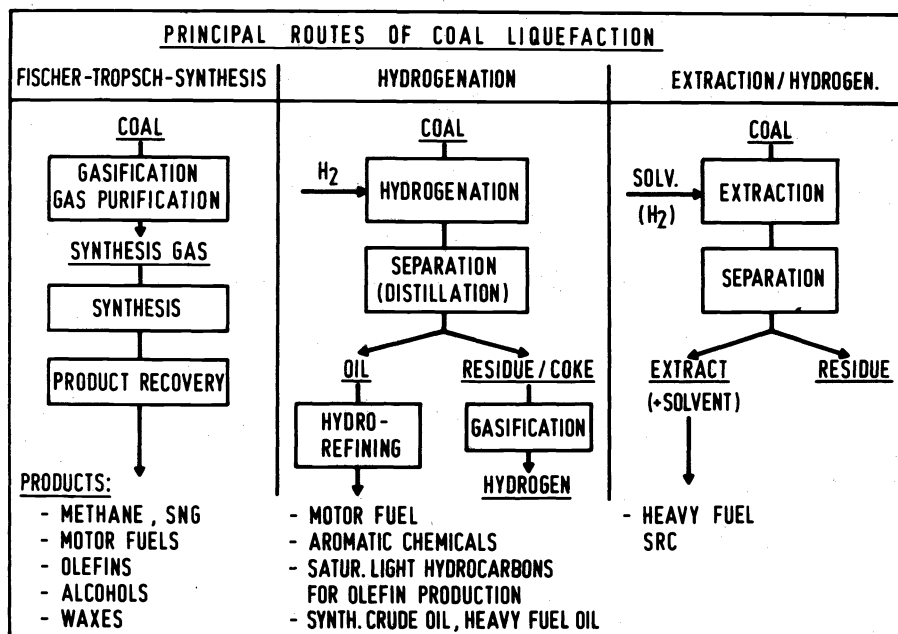 PRINCIPAL ROUTES OF COAL LIQUEFACTION
FISCHER-TROPSCH-SYNTHESIS
COAL
GASIFICATION
GAS PURIFICATION
SYNTHESIS GAS
SYNTHESIS
PRODUCT RECOVERY
PRODUCTS:
- METHANE, SNG
- MOTOR FUELS
- OLEFINS
- ALCOHOLS
- WAXES
HYDROGENATION
COAL
H2
HYDROGENATION
SEPARATION
(DISTILLATION)
OIL
HYDRO-
REFINING
RESIDUE/COKE
GASIFICATION
HYDROGEN
- MOTOR FUEL
- AROMATIC CHEMICALS
- SATUR. LIGHT HYDROCARBONS
FOR OLEFIN PRODUCTION
- SYNTH. CRUDE OIL, HEAVY FUEL OIL
EXTRACTION/HYDROGEN.
COAL
SOLV.
(H2)
EXTRACTION
SEPARATION
EXTRACT
(+SOLVENT)
RESIDUE
- HEAVY FUEL
SRC